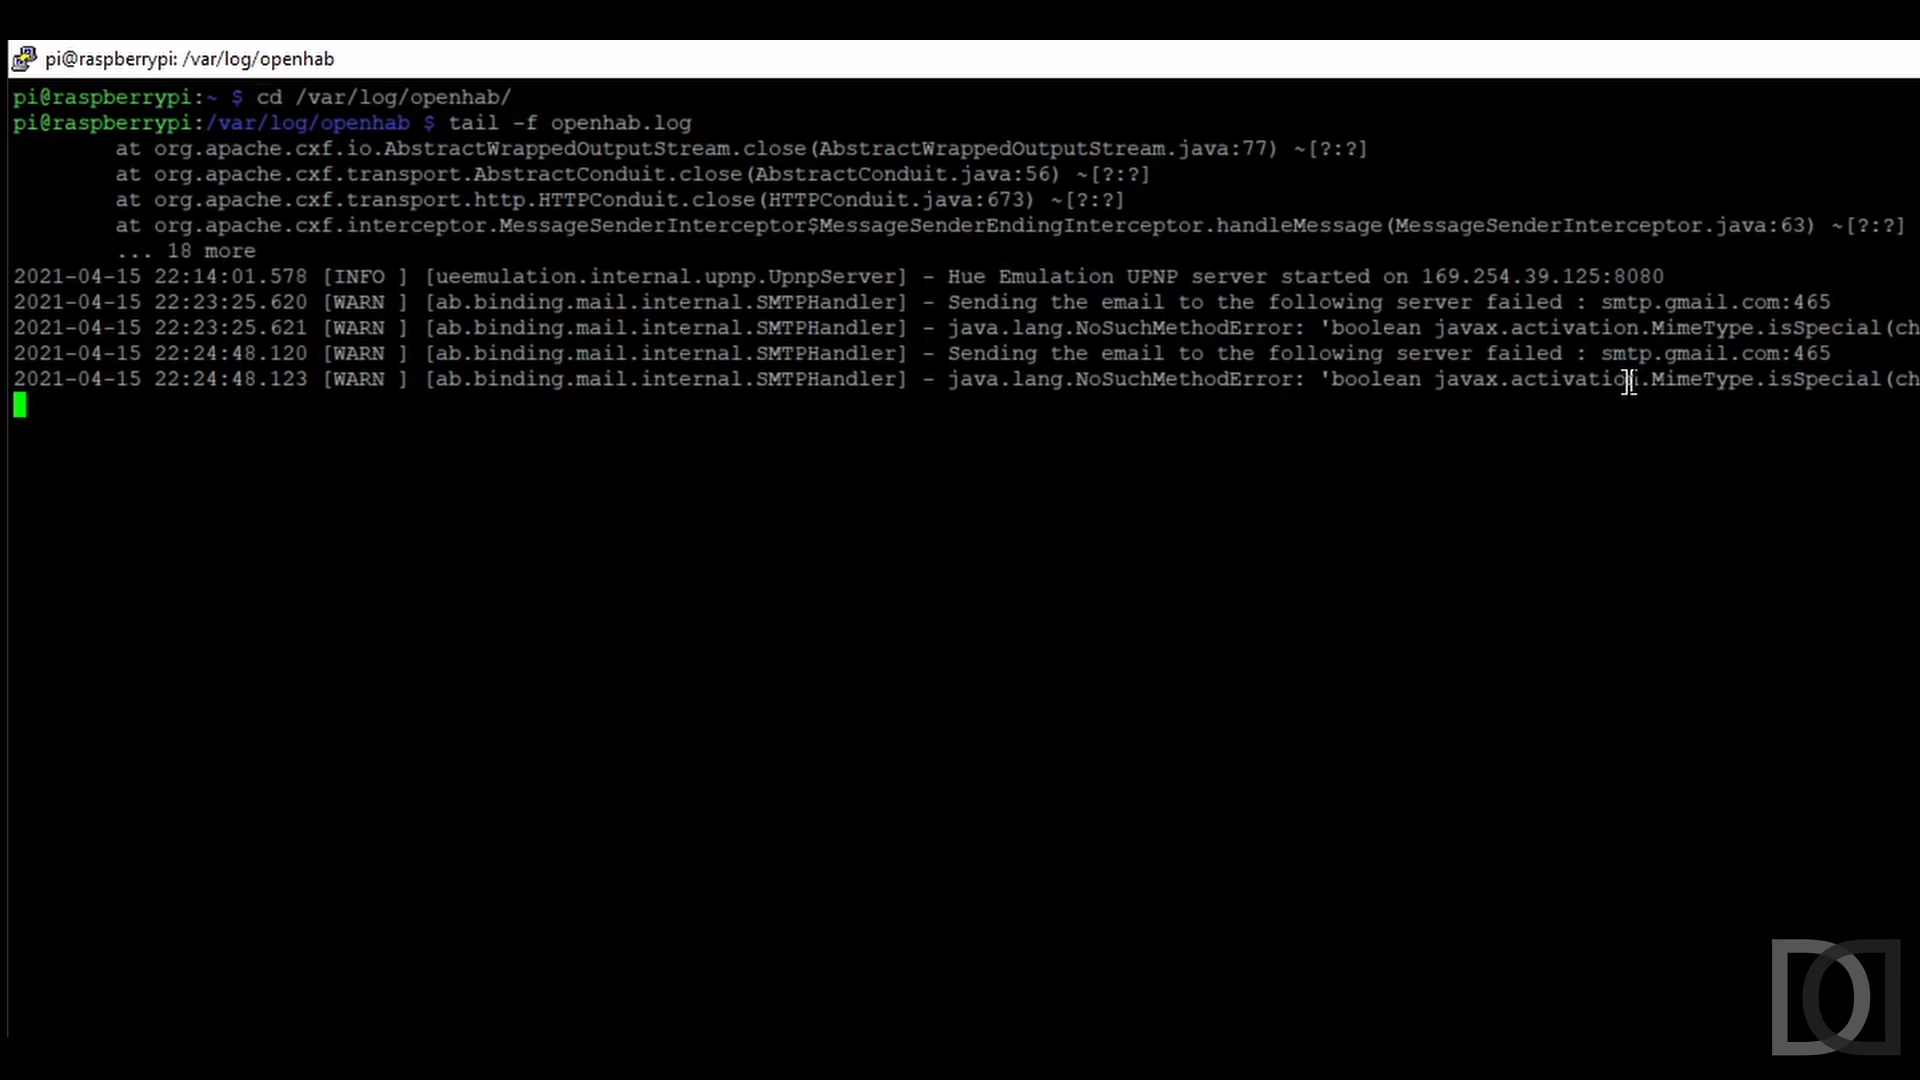 pi@raspberrypi: /var/log/openhab
pi@raspberrypi:~ $ cd /var/log/openhab/
pi@raspberrypi:/var/log/openhab $ tail -f openhab.log
at org.apache.cxf.io.AbstractWrappedOutputStream.close(AbstractWrappedOutputStream.java:77) ~[?:?]
at org.apache.cxf.transport.AbstractConduit.close(AbstractConduit.java:56) ~[?:?]
at org.apache.cxf.transport.http.HTTPConduit.close(HTTPConduit.java:673) ~[?:?]
at org.apache.cxf.interceptor.MessageSenderInterceptor$MessageSenderEndingInterceptor.handleMessage(MessageSenderInterceptor.java:63) ~[?:?]
... 18 more
2021-04-15 22:14:01.578 [INFO ] [ueemulation.internal.upnp.UpnpServer] - Hue Emulation UPNP server started on 169.254.39.125:8080
2021-04-15 22:23:25.620 [WARN ] [ab.binding.mail.internal.SMTPHandler] - Sending the email to the following server failed : smtp.gmail.com:465
2021-04-15 22:23:25.621 [WARN ] [ab.binding.mail.internal.SMTPHandler] - java.lang.NoSuchMethodError: 'boolean javax.activation.MimeType.isSpecial(ch
2021-04-15 22:24:48.120 [WARN ] [ab.binding.mail.internal.SMTPHandler] - Sending the email to the following server failed : smtp.gmail.com:465
2021-04-15 22:24:48.123 [WARN ] [ab.binding.mail.internal.SMTPHandler] - java.lang.NoSuchMethodError: 'boolean javax.activation.MimeType.isSpecial(ch